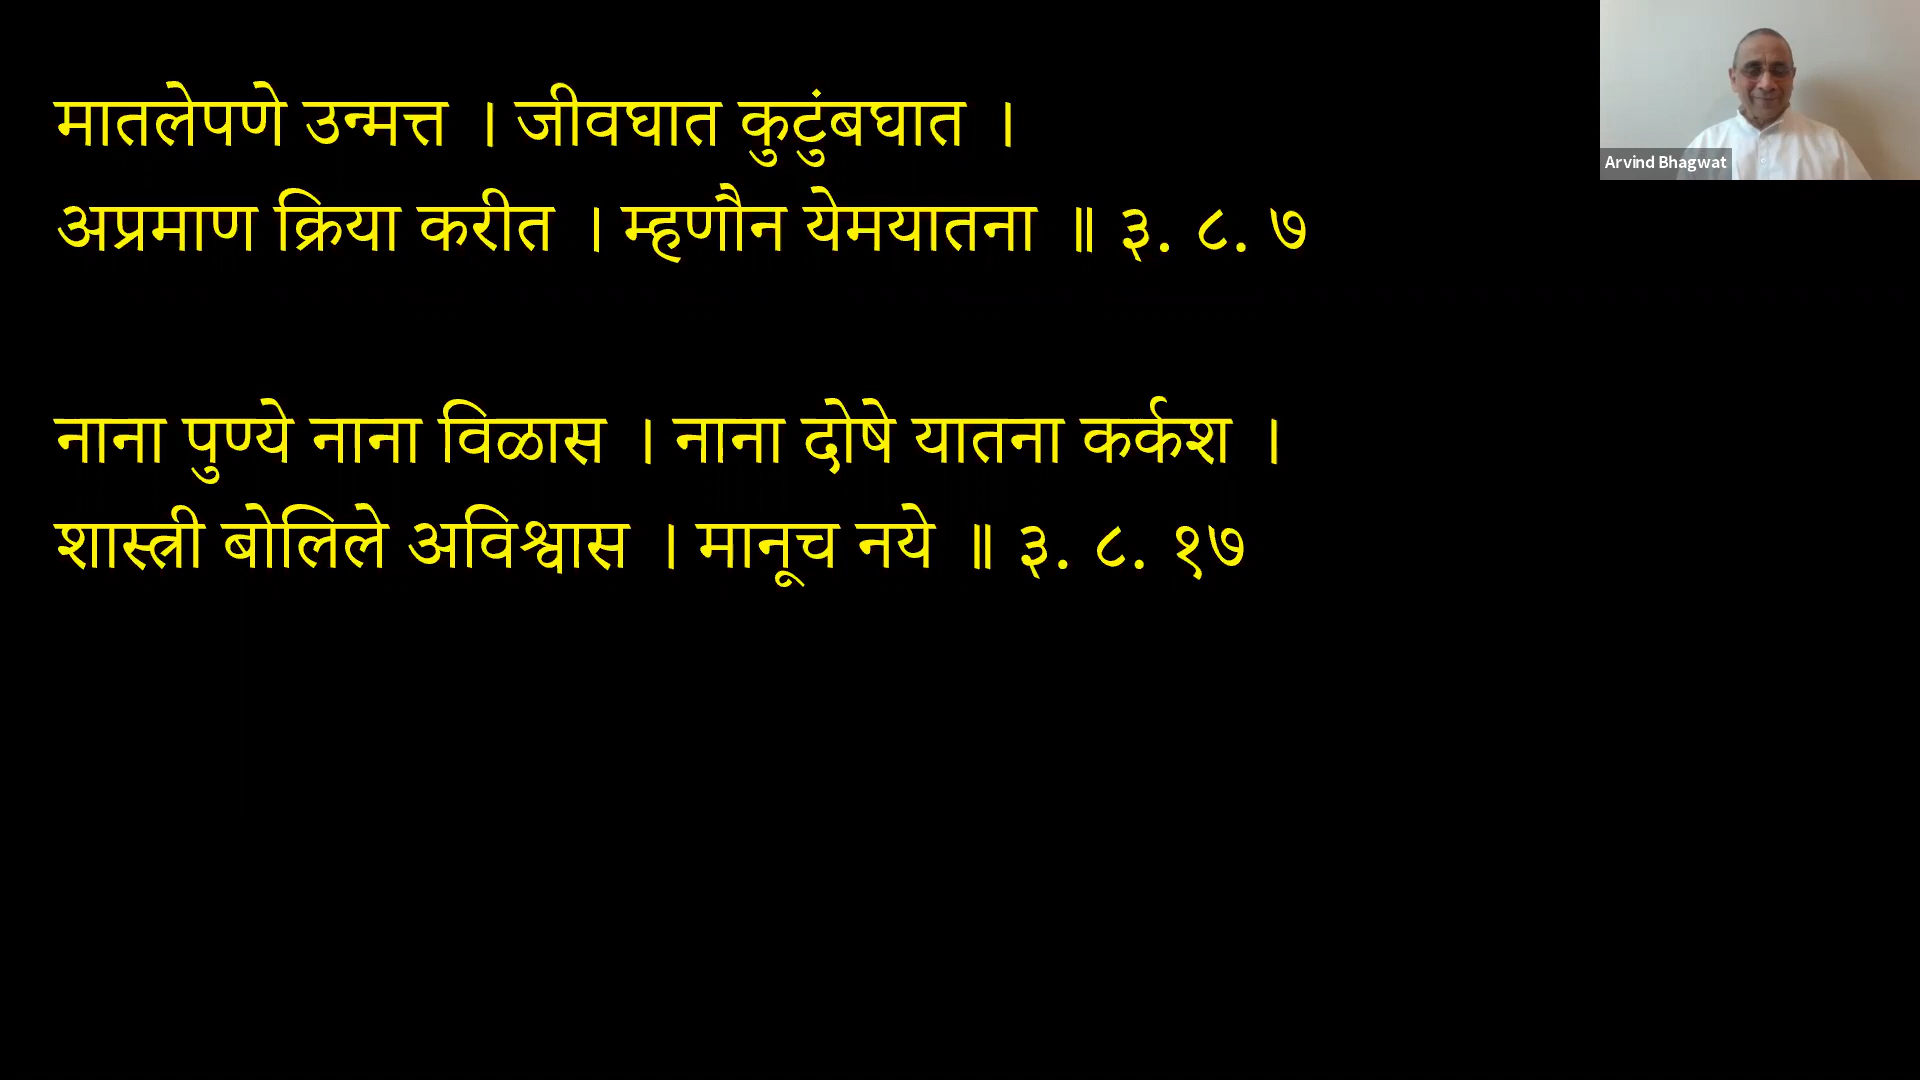 मातलेपणे उन्मत्त । जीवघात कुटुंबघात ।
अप्रमाण क्रिया करीत । म्हणौन येमयातना ॥ ३. ८. ७
नाना पुण्ये नाना विळास । नाना दोषे यातना कर्कश ।
शास्त्री बोलिले अविश्वास । मानूच नये ॥ ३. ८. १७
Arvind Bhagwat